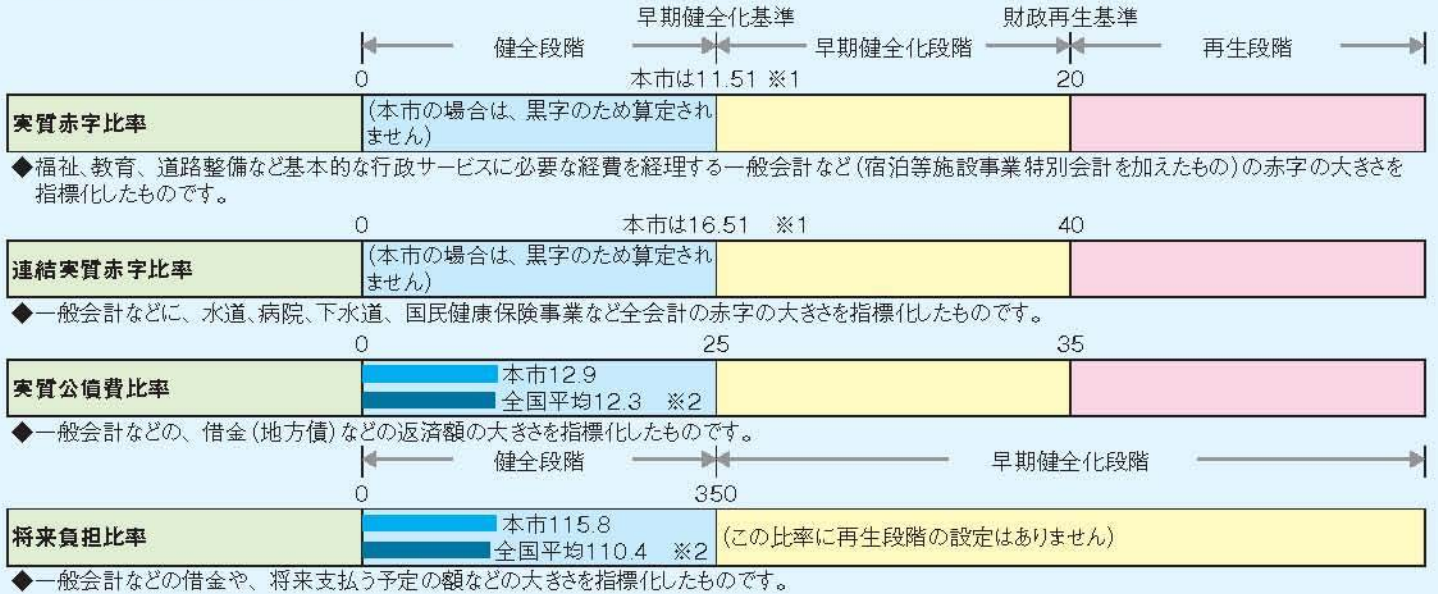 早期健全化基準 財政再生基準
健全段階 早期健全化段階 再生段階
0 本市は11.51 ※1 20
実質赤字比率
(本市の場合は、黒字のため算定され
ません)
◆福祉、教育、道路整備など基本的な行政サービスに必要な経費を経理する一般会計など(宿泊等施設事業特別会計を加えたもの)の赤字の大きさを
指標化したものです。
0 本市は16.51 ※1 40
連結実質赤字比率
(本市の場合は、黒字のため算定され
ません)
◆一般会計などに、水道、病院、下水道、国民健康保険事業など全会計の赤字の大きさを指標化したものです。
0 25 35
実質公債費比率
本市12.9
全国平均12.3 ※2
◆一般会計などの、借金(地方債)などの返済額の大きさを指標化したものです。
健全段階 早期健全化段階
0 350
将来負担比率
本市115.8
全国平均110.4 ※2
(この比率に再生段階の設定はありません)
◆一般会計などの借金や、将来支払う予定の額などの大きさを指標化したものです。